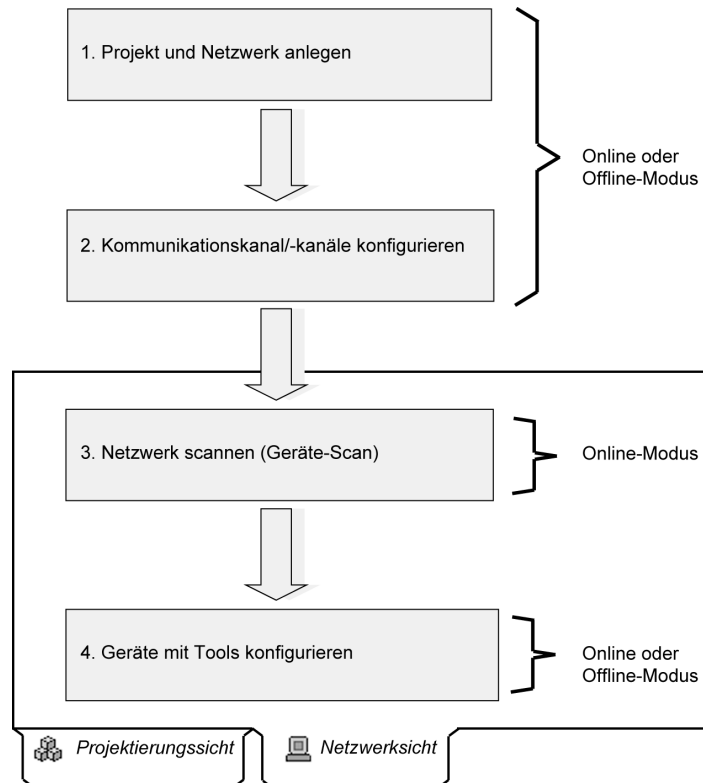 1. Projekt und Netzwerk anlegen
Online oder
Offline-Modus
2. Kommunikationskanal/-kanäle konfigurieren
3. Netzwerk scannen (Geräte-Scan)
Online-Modus
4. Geräte mit Tools konfigurieren
Online oder
Offline-Modus
Projektierungssicht
Netzwerksicht